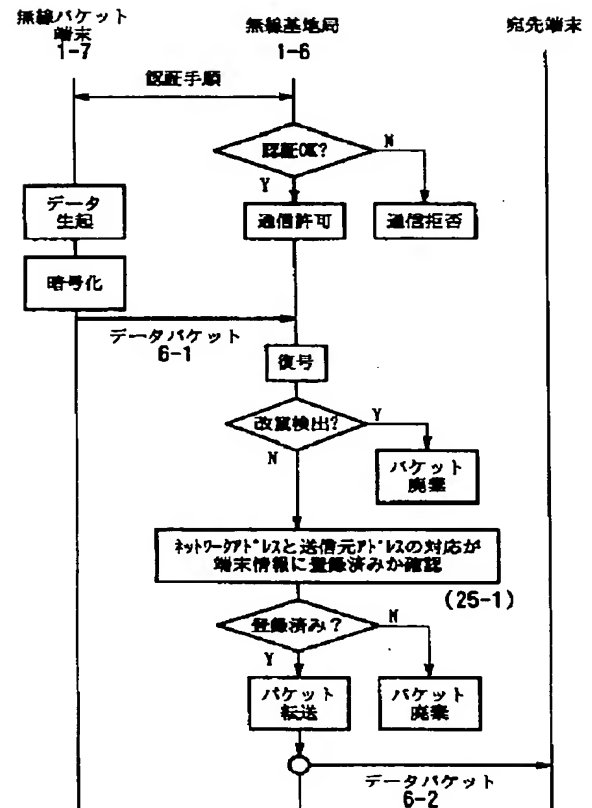 無線パケット
端末
1-7
無線基地局
1-6
宛先端末
認証手順
認証OK?
N
Y
データ
生起
通信許可
通信拒否
暗号化
データパケット
6-1
復号
改竄検出?
Y
N
パケット
廃棄
ネットワークアドレスと送信元アドレスの対応が
端末情報に登録済みか確認
(25-1)
登録済み?
N
Y
パケット
転送
パケット
廃棄
データパケット
6-2